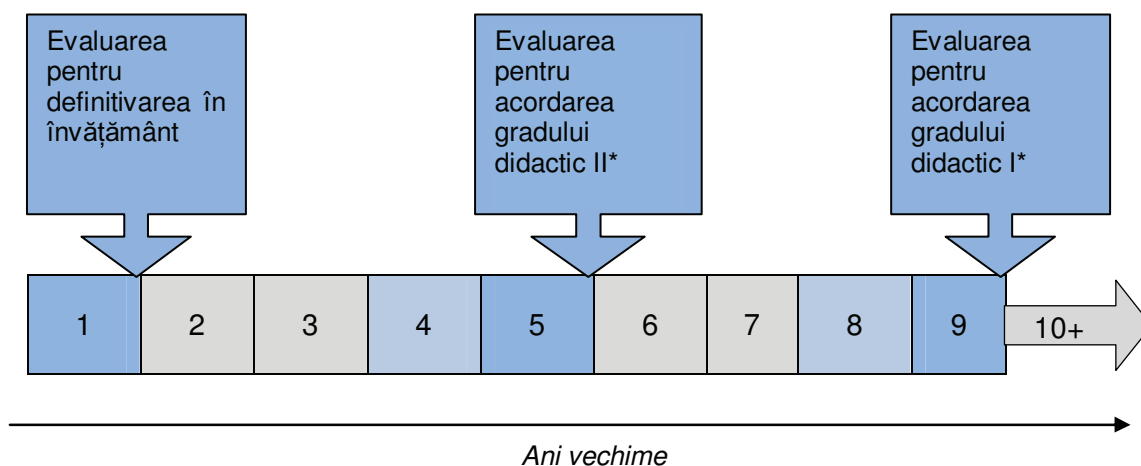 Evaluarea
pentru
definitivarea în
învățământ
Evaluarea
pentru
acordarea
gradului
didactic II*
Evaluarea
pentru
acordarea
gradului
didactic I*
1 2 3 4 5 6 7 8 9 10+
Ani vechime